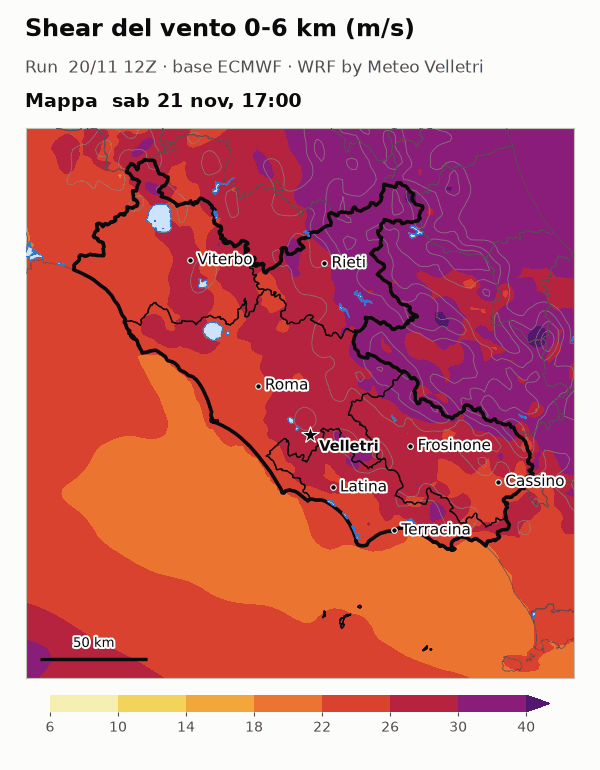 Shear del vento 0-6 km (m/s)
Run 20/11 12Z · base ECMWF · WRF by Meteo Velletri
Mappa sab 21 nov, 17:00
Viterbo
Rieti
Roma
Velletri
Frosinone
Latina
Cassino
Terracina
50 km
6 10 14 18 22 26 30 40